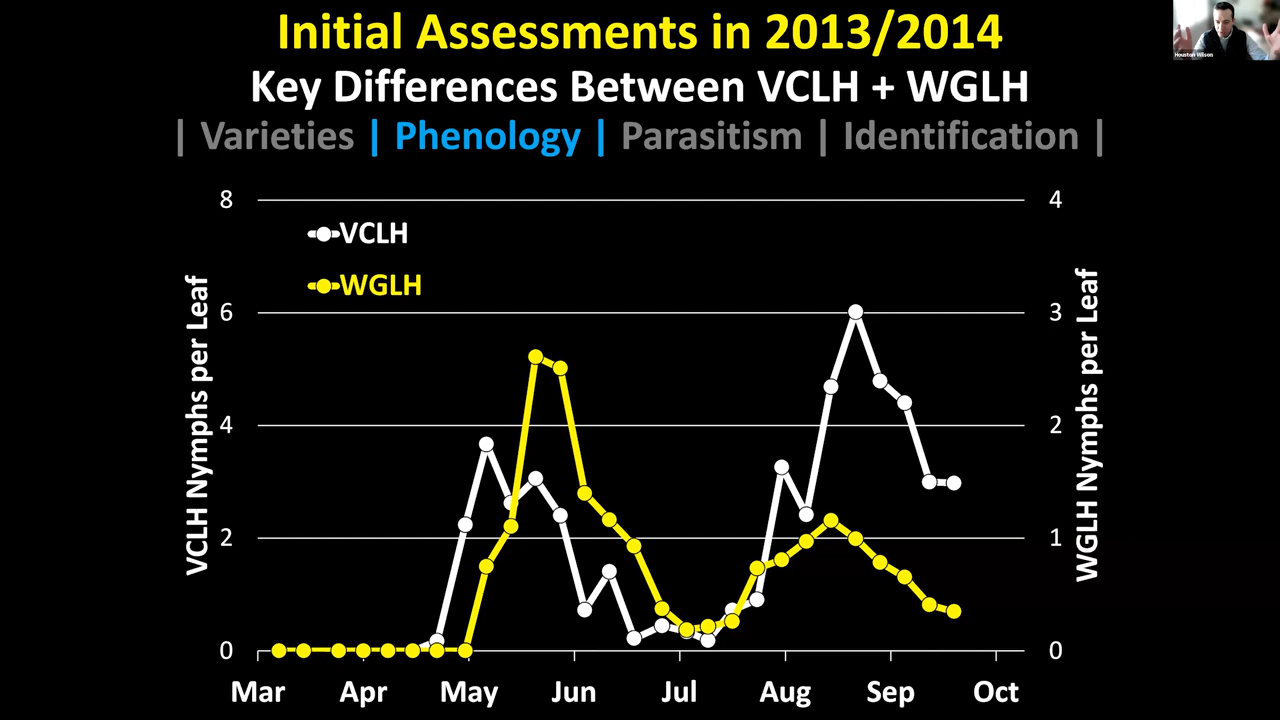 Initial Assessments in 2013/2014
Key Differences Between VCLH + WGLH
| Varieties | Phenology | Parasitism | Identification |
Houston Wilson
8
6
4
2
0
VCLH Nymphs per Leaf
VCLH
WGLH
4
3
2
1
0
WGLH Nymphs per Leaf
Mar Apr May Jun Jul Aug Sep Oct